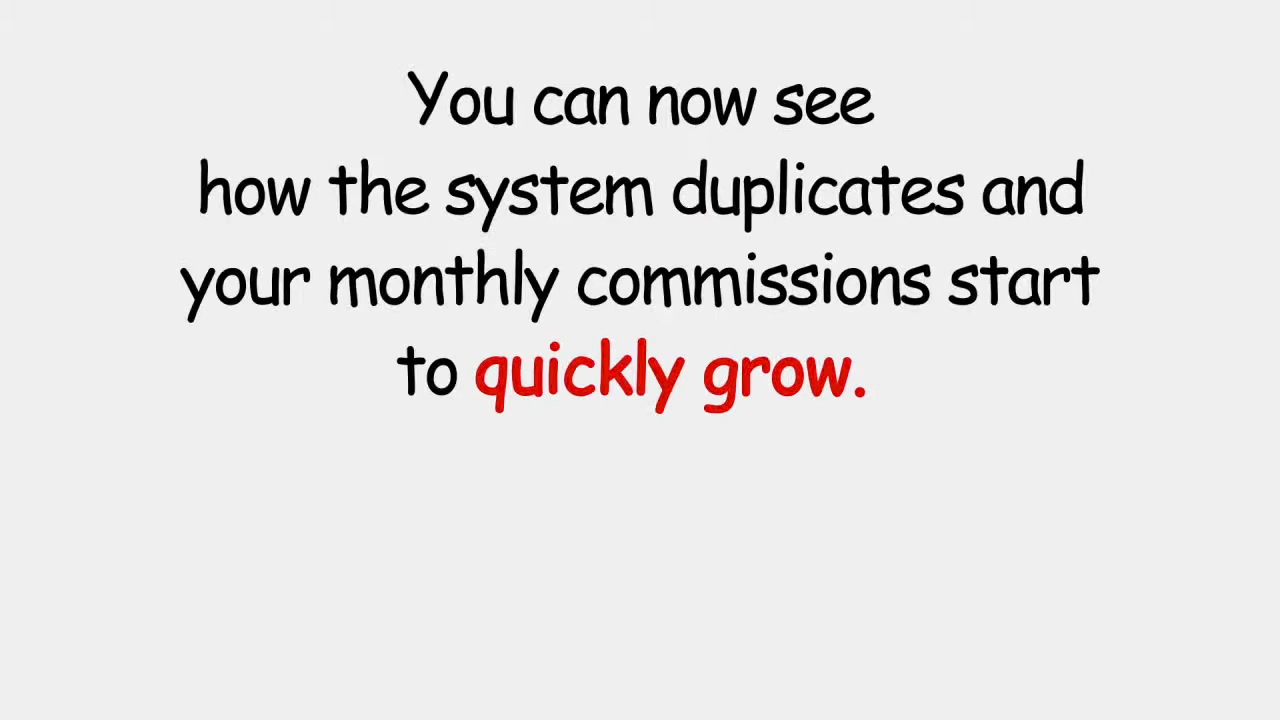 You can now see
how the system duplicates and
your monthly commissions start
to quickly grow.